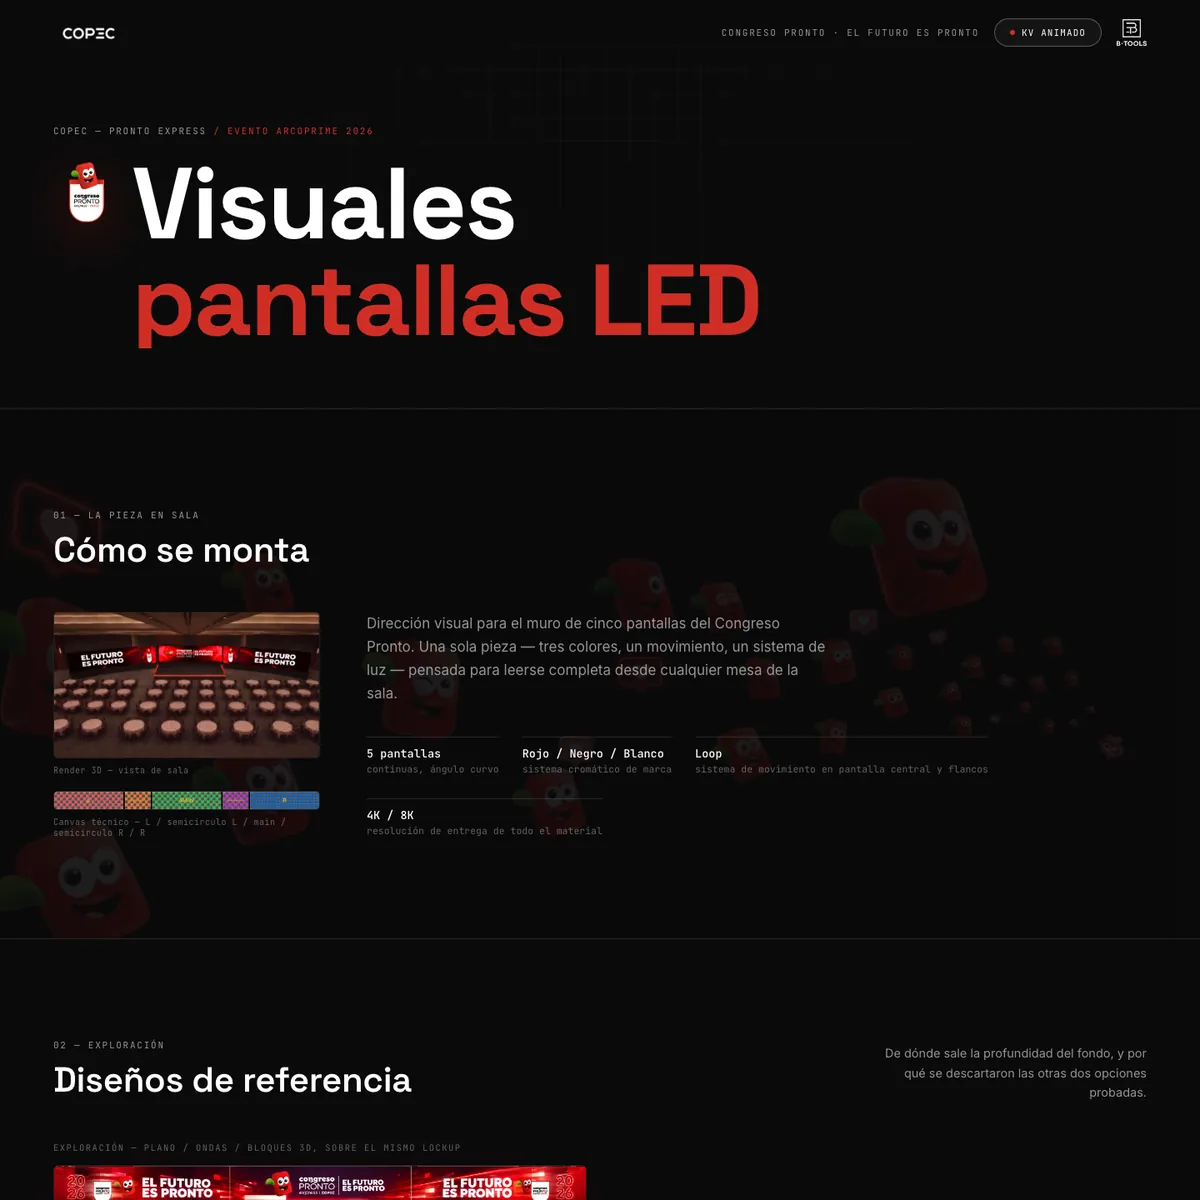 COPEC
CONGRESO PRONTO · EL FUTURO ES PRONTO
KV ANIMADO
B·TOOLS
COPEC — PRONTO EXPRESS / EVENTO ARCOPRIME 2026
congreso
PRONTO
Visuales
pantallas LED
01 — LA PIEZA EN SALA
Cómo se monta
EL FUTURO
ES PRONTO
EL FUTURO
ES PRONTO
Render 3D — vista de sala
MAIN
R
Canvas técnico — L / semicírculo L / main /
semicírculo R / R
Dirección visual para el muro de cinco pantallas del Congreso
Pronto. Una sola pieza — tres colores, un movimiento, un sistema de
luz — pensada para leerse completa desde cualquier mesa de la
sala.
5 pantallas
continuas, ángulo curvo
Rojo / Negro / Blanco
sistema cromático de marca
Loop
sistema de movimiento en pantalla central y flancos
4K / 8K
resolución de entrega de todo el material
02 — EXPLORACIÓN
Diseños de referencia
De dónde sale la profundidad del fondo, y por
qué se descartaron las otras dos opciones
probadas.
EXPLORACIÓN — PLANO / ONDAS / BLOQUES 3D, SOBRE EL MISMO LOCKUP
2026
EL FUTURO
ES PRONTO
congreso
PRONTO
EL FUTURO
ES PRONTO
EL FUTURO
ES PRONTO
2026